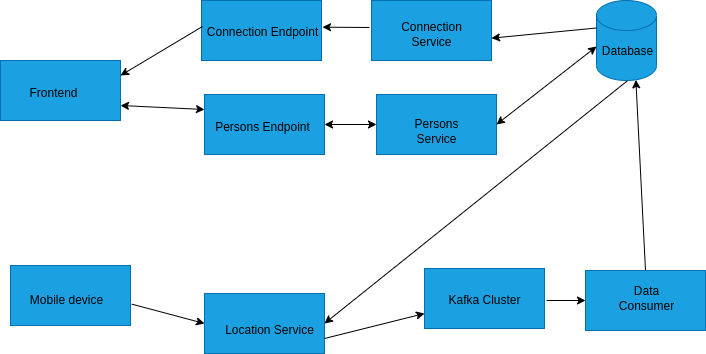 Connection Endpoint
Connection
Service
Database
Frontend
Persons Endpoint
Persons
Service
Mobile device
Location Service
Kafka Cluster
Data
Consumer